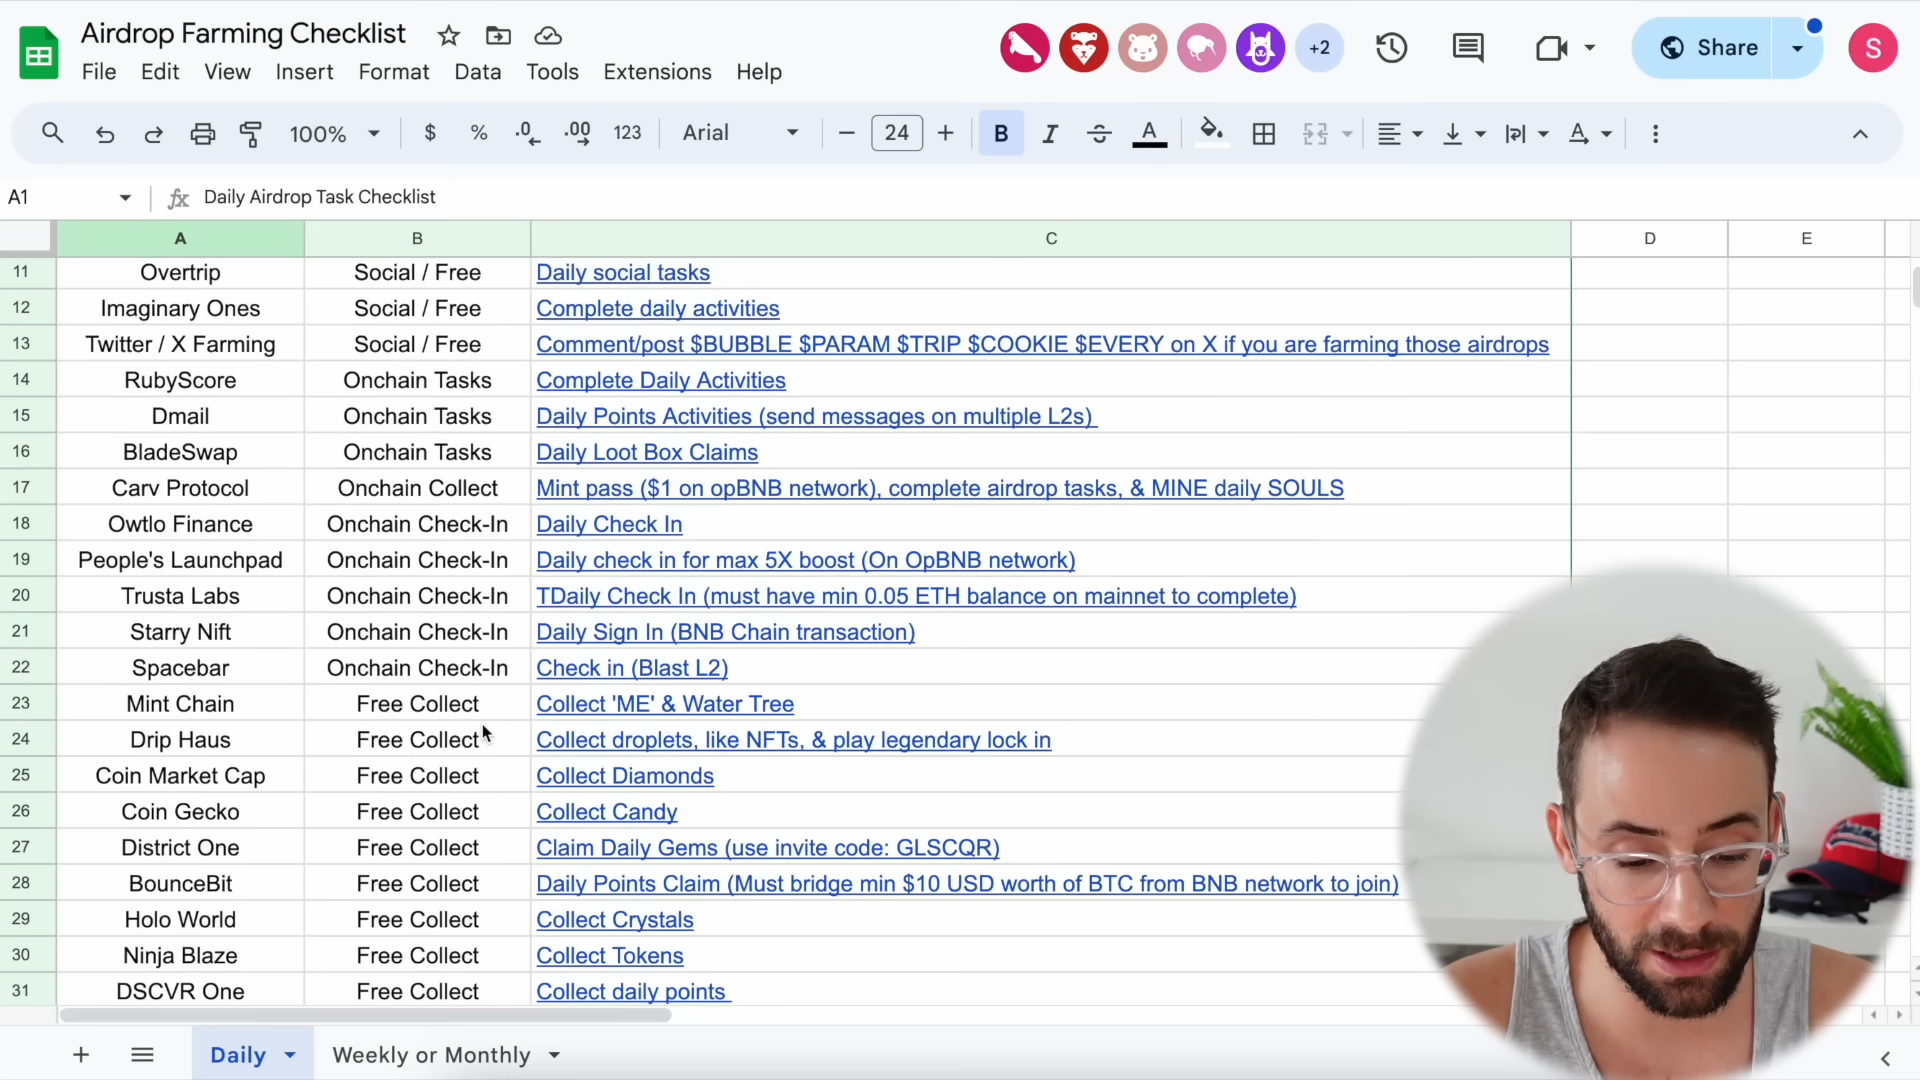 Airdrop Farming Checklist
File Edit View Insert Format Data Tools Extensions Help
+2
Share
S
100% $ % .0 .00 123 Arial 24 B I A
A1 fx Daily Airdrop Task Checklist
A B C D E
11 Overtrip Social / Free Daily social tasks
12 Imaginary Ones Social / Free Complete daily activities
13 Twitter / X Farming Social / Free Comment/post $BUBBLE $PARAM $TRIP $COOKIE $EVERY on X if you are farming those airdrops
14 RubyScore Onchain Tasks Complete Daily Activities
15 Dmail Onchain Tasks Daily Points Activities (send messages on multiple L2s)
16 BladeSwap Onchain Tasks Daily Loot Box Claims
17 Carv Protocol Onchain Collect Mint pass ($1 on opBNB network), complete airdrop tasks, & MINE daily SOULS
18 Owtlo Finance Onchain Check-In Daily Check In
19 People's Launchpad Onchain Check-In Daily check in for max 5X boost (On OpBNB network)
20 Trusta Labs Onchain Check-In TDaily Check In (must have min 0.05 ETH balance on mainnet to complete)
21 Starry Nift Onchain Check-In Daily Sign In (BNB Chain transaction)
22 Spacebar Onchain Check-In Check in (Blast L2)
23 Mint Chain Free Collect Collect 'ME' & Water Tree
24 Drip Haus Free Collect Collect droplets, like NFTs, & play legendary lock in
25 Coin Market Cap Free Collect Collect Diamonds
26 Coin Gecko Free Collect Collect Candy
27 District One Free Collect Claim Daily Gems (use invite code: GLSCQR)
28 BounceBit Free Collect Daily Points Claim (Must bridge min $10 USD worth of BTC from BNB network to join)
29 Holo World Free Collect Collect Crystals
30 Ninja Blaze Free Collect Collect Tokens
31 DSCVR One Free Collect Collect daily points
Daily Weekly or Monthly